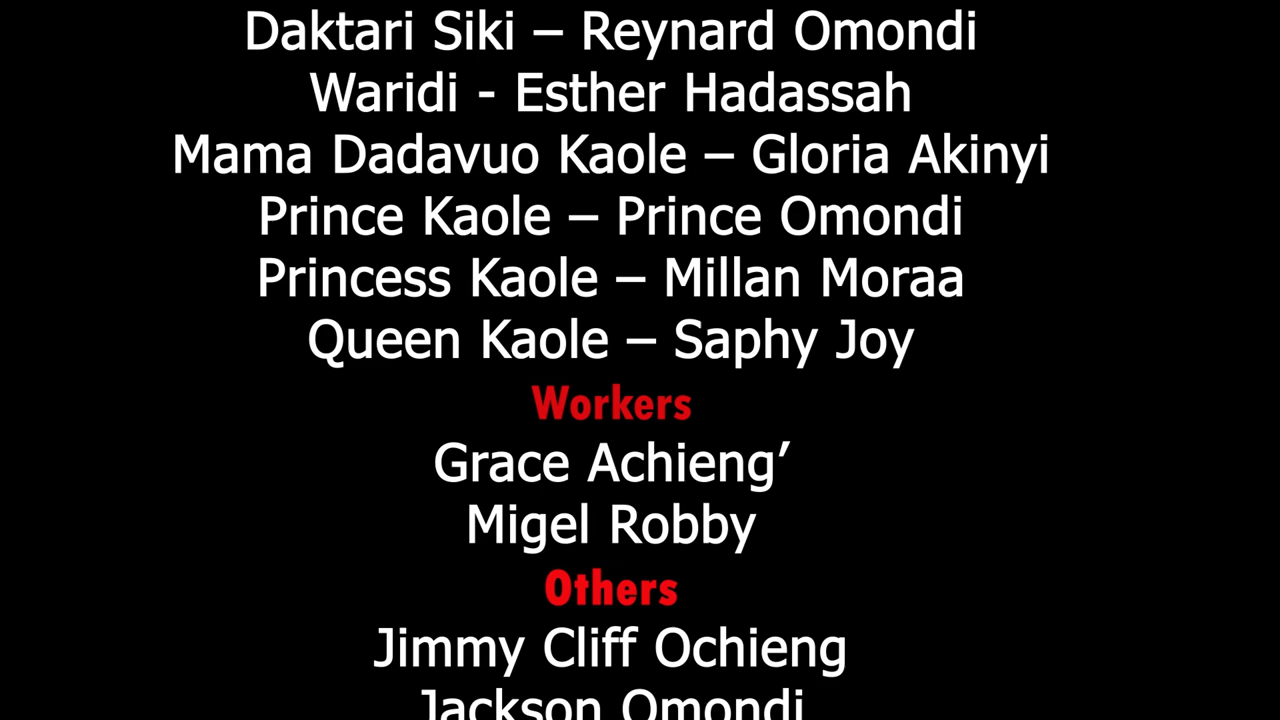 Daktari Siki – Reynard Omondi
Waridi - Esther Hadassah
Mama Dadavuo Kaole – Gloria Akinyi
Prince Kaole – Prince Omondi
Princess Kaole – Millan Moraa
Queen Kaole – Saphy Joy
Workers
Grace Achieng’
Migel Robby
Others
Jimmy Cliff Ochieng
Jackson Omondi